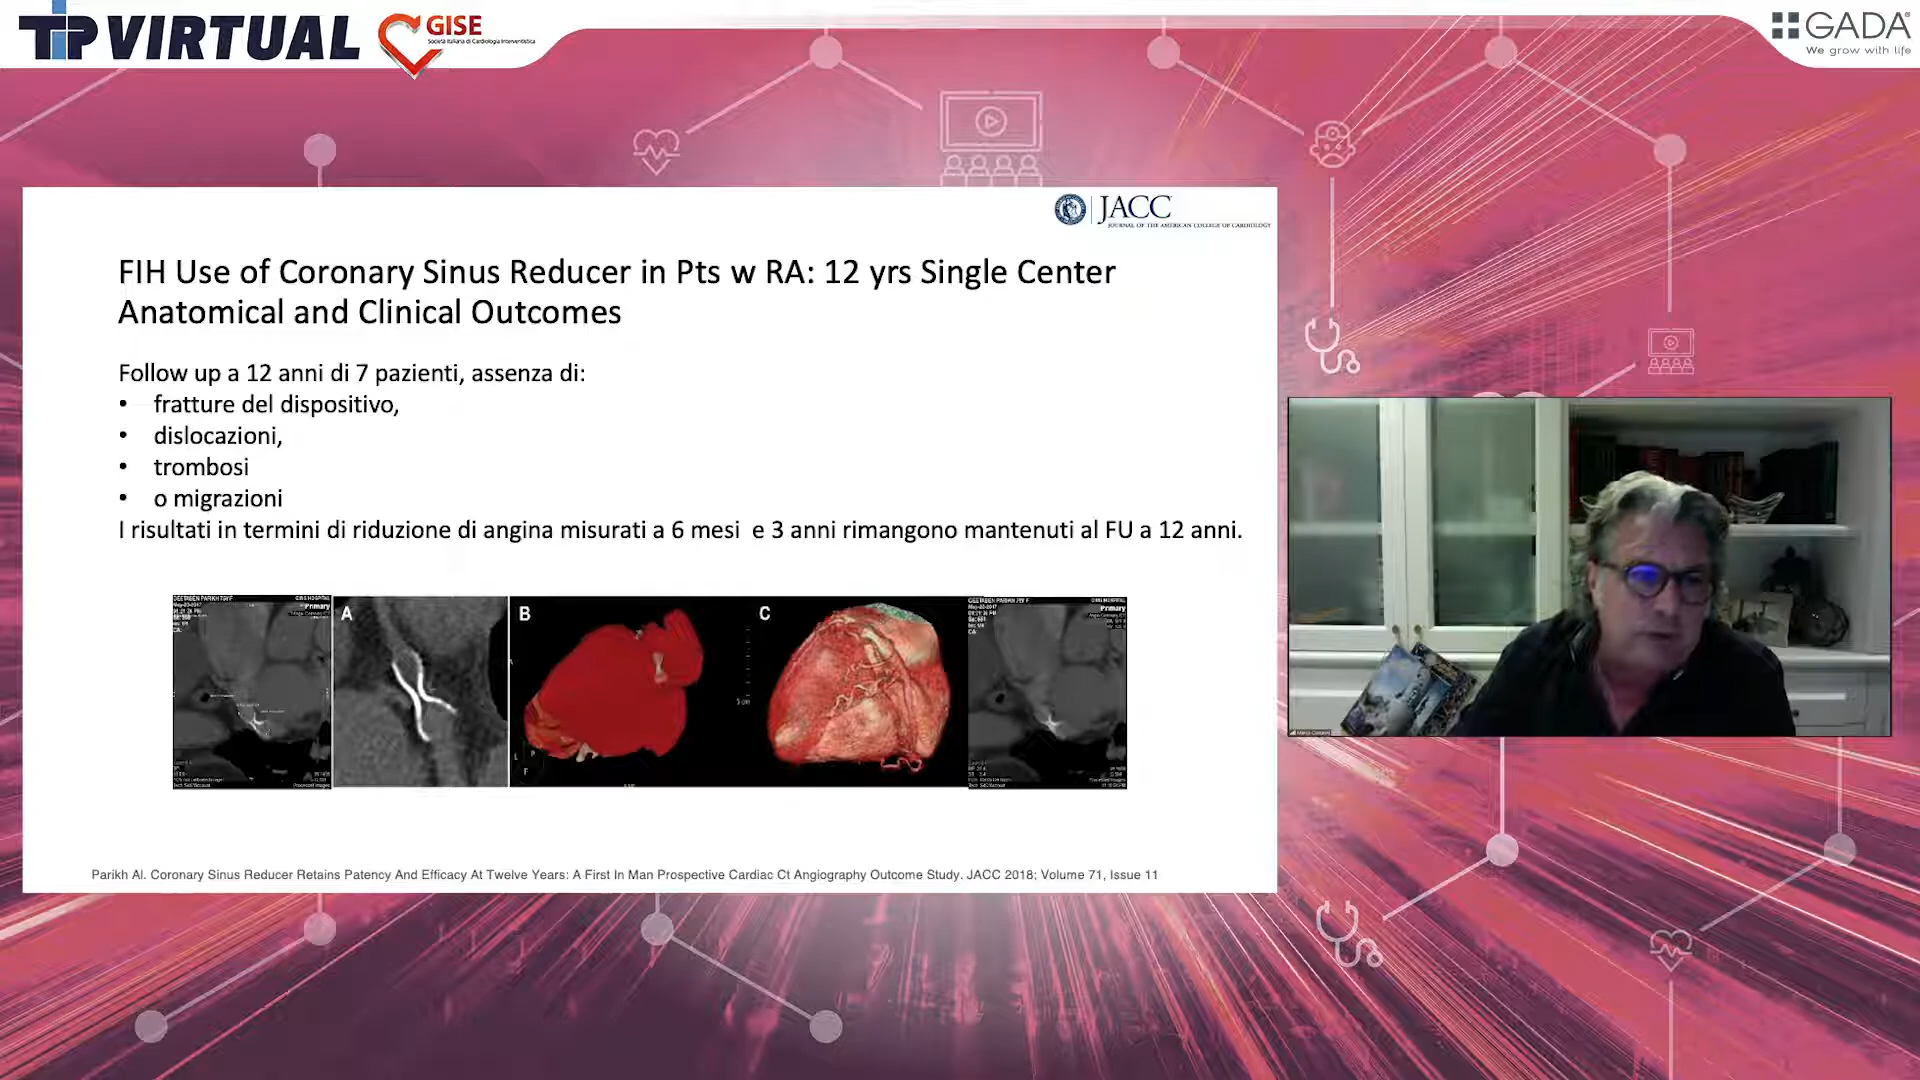 TP VIRTUAL
GISE
Società Italiana di Cardiologia Interventistica
GADA
We grow with life
JACC
JOURNAL OF THE AMERICAN COLLEGE OF CARDIOLOGY
FIH Use of Coronary Sinus Reducer in Pts w RA: 12 yrs Single Center
Anatomical and Clinical Outcomes
Follow up a 12 anni di 7 pazienti, assenza di:
• fratture del dispositivo,
• dislocazioni,
• trombosi
• o migrazioni
I risultati in termini di riduzione di angina misurati a 6 mesi e 3 anni rimangono mantenuti al FU a 12 anni.
A
B
C
Primary
Primary
Parikh Al. Coronary Sinus Reducer Retains Patency And Efficacy At Twelve Years: A First In Man Prospective Cardiac Ct Angiography Outcome Study. JACC 2018; Volume 71, Issue 11